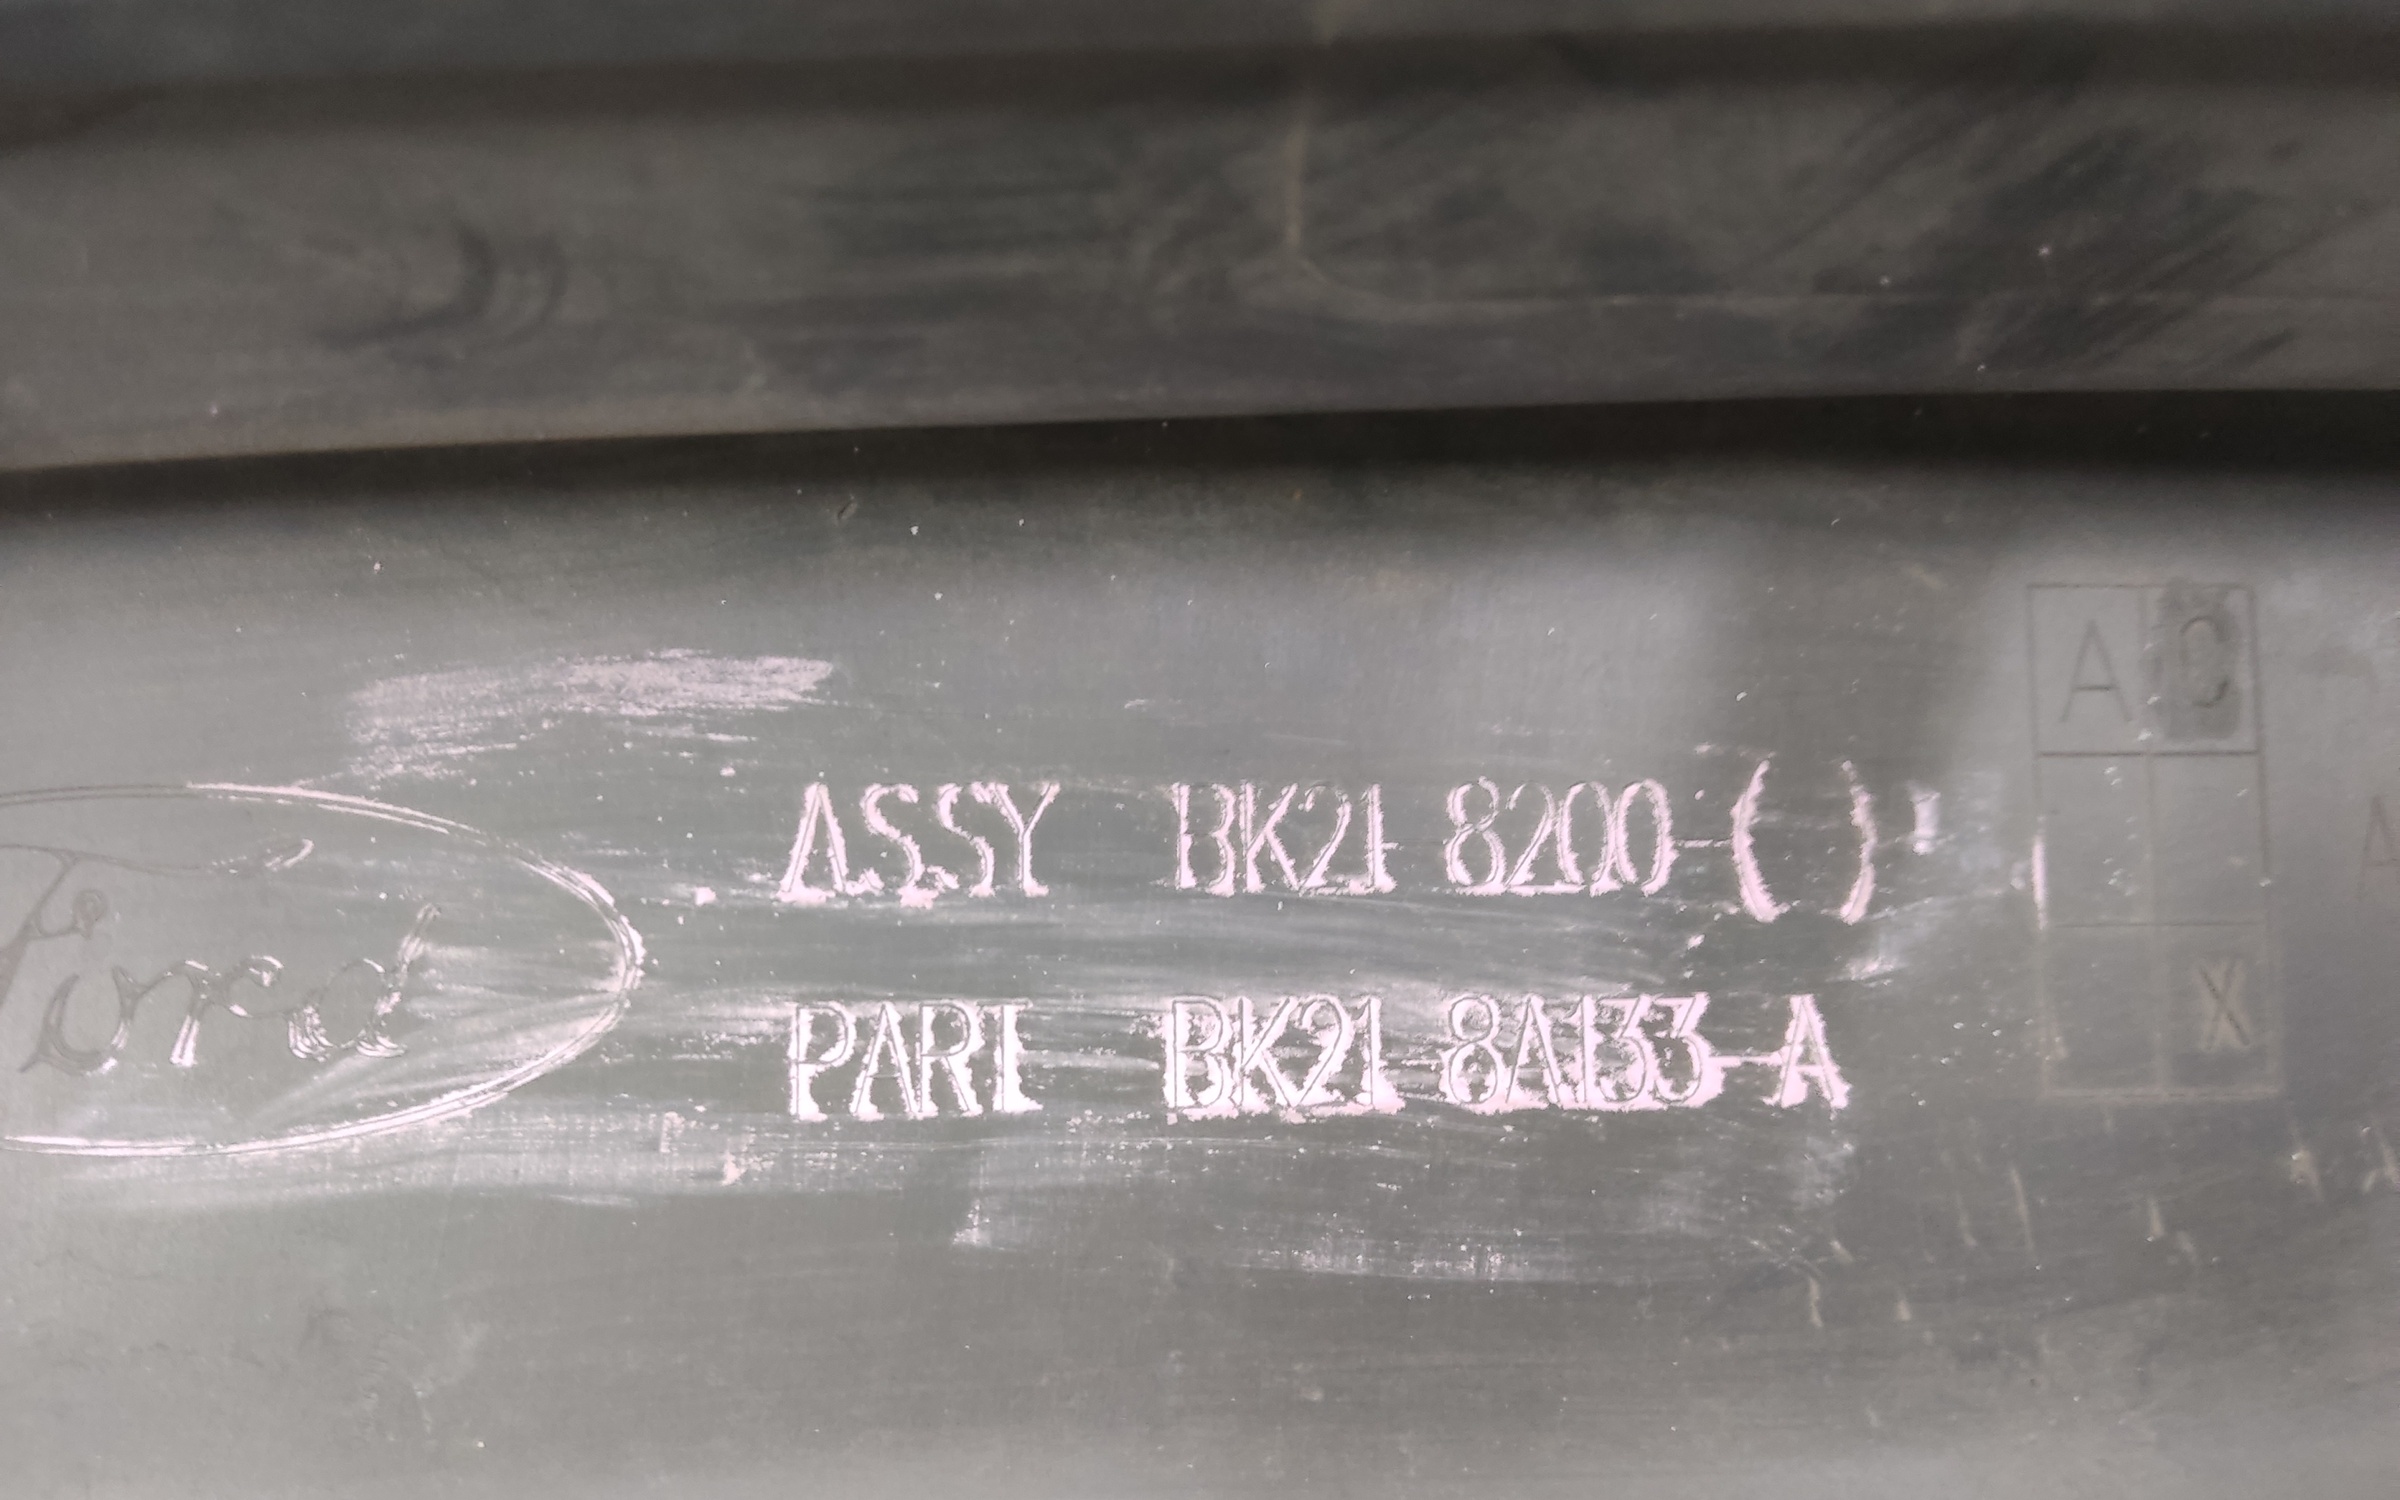 A C
Ford
ASSY BK21-8200-( )
PART BK21-8A133-A
X